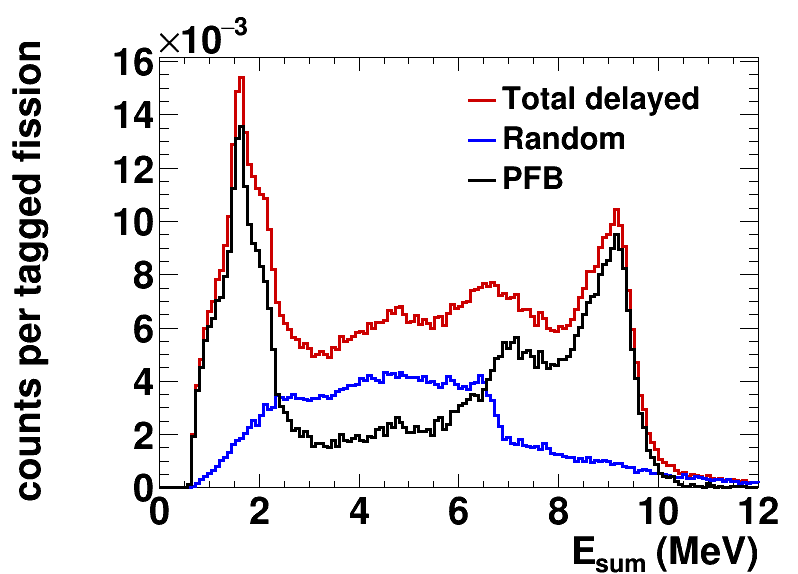 ×10⁻³
counts per tagged fission
16
14
12
10
8
6
4
2
0
Total delayed
Random
PFB
0 2 4 6 8 10 12
E_sum (MeV)